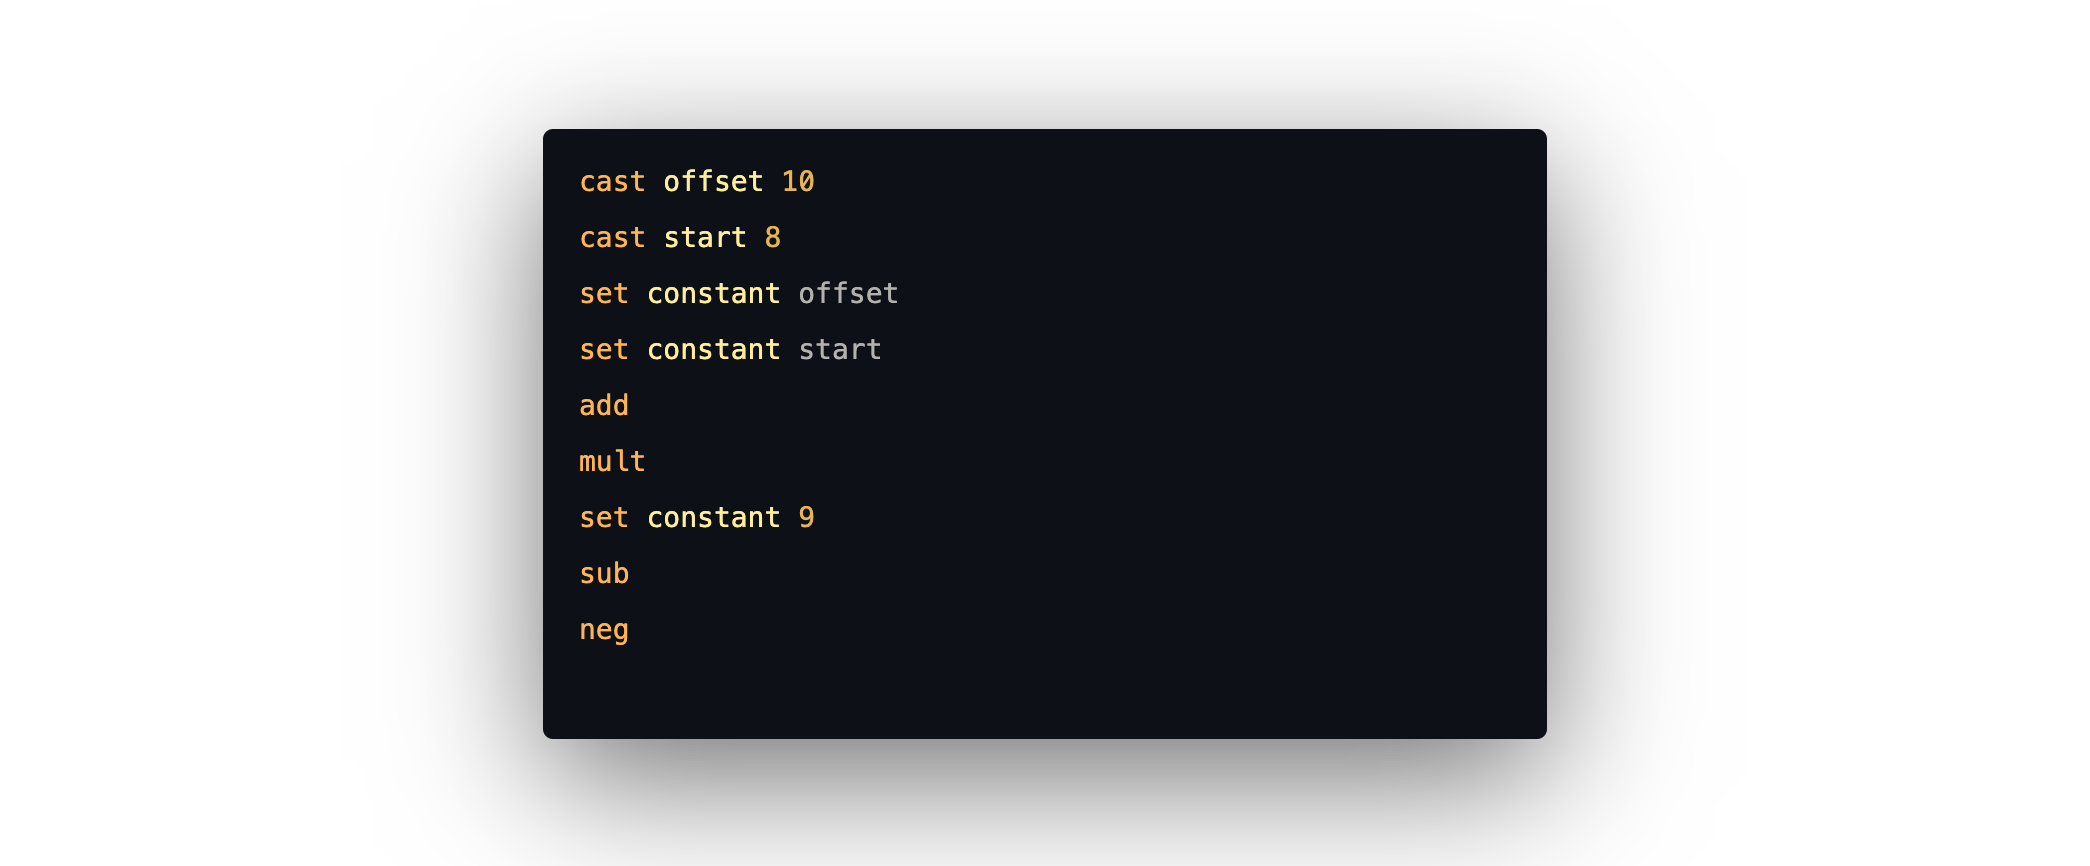 cast offset 10
cast start 8
set constant offset
set constant start
add
mult
set constant 9
sub
neg